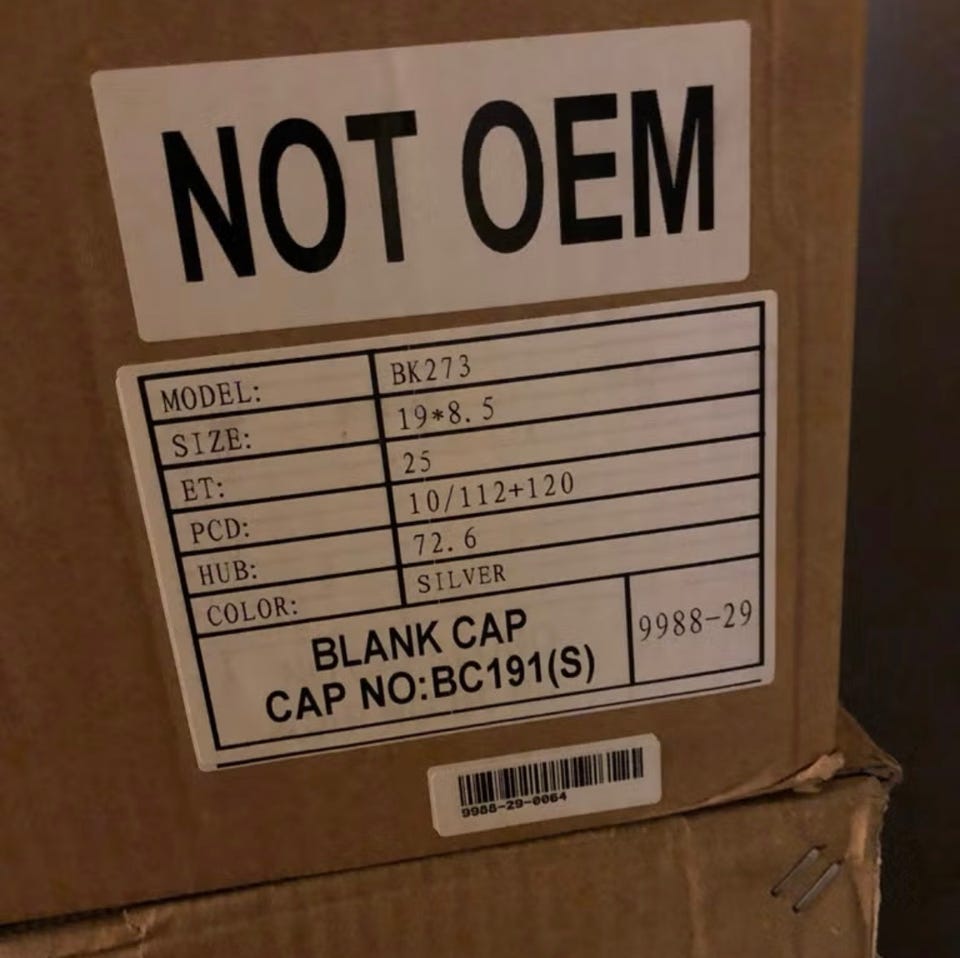 NOT OEM
MODEL: BK273
SIZE: 19*8.5
ET: 25
PCD: 10/112+120
HUB: 72.6
COLOR: SILVER
BLANK CAP
CAP NO:BC191(S)
9988-29
9988-29-0064